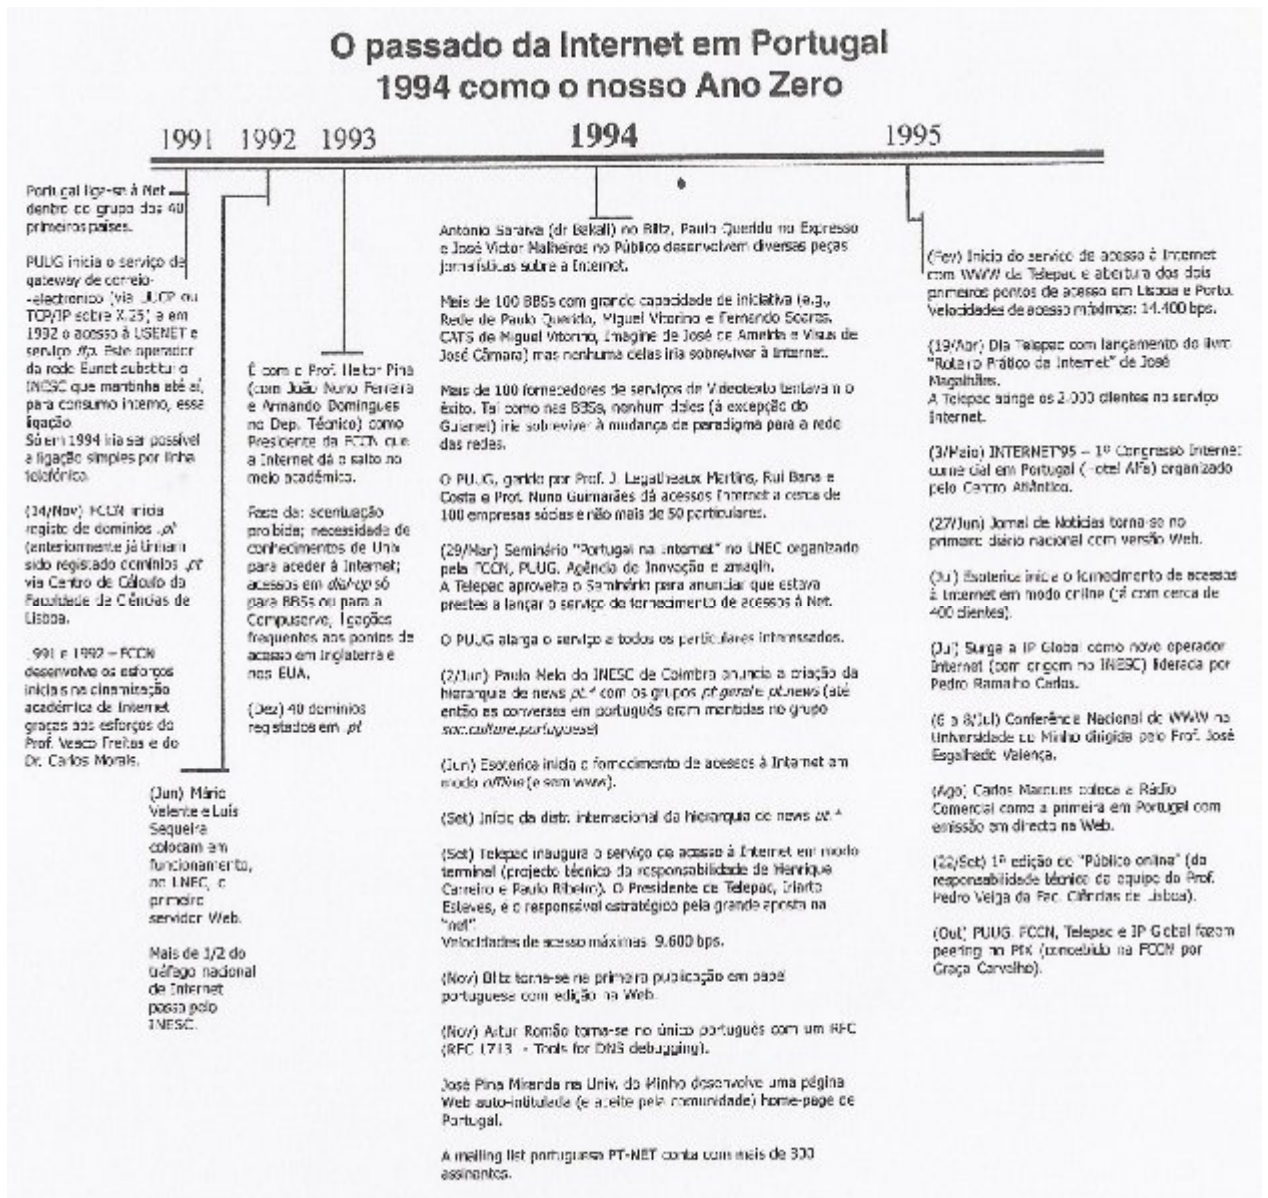 O passado da Internet em Portugal
1994 como o nosso Ano Zero
1991 1992 1993 1994 1995
Portugal liga-se à Net
dentro do grupo dos 40
primeiros países.
PUUG inicia o serviço de
gateway de correio-
-electronico (via UUCP ou
TCP/IP sobre X.25) e em
1992 o acesso à USENET e
serviço ftp. Este operador
da rede Eunet substitui o
INESC que mantinha até aí,
para consumo interno, essa
ligação.
Só em 1994 iria ser possível
a ligação simples por linha
telefónica.
(14/Nov) FCCN inicia
registo de dominios .pt
(anteriormente já tinham
sido registado domínios .pt
via Centro de Cálculo da
Faculdade de Ciências de
Lisboa.
1991 e 1992 – FCCN
desenvolve os esforços
iniciais na dinamização
académica da Internet
graças aos esforços do
Prof. Vasco Freitas e do
Dr. Carlos Morais.
(Jun) Mário
Valente e Luís
Sequeira
colocam em
funcionamento,
no LNEC, o
primeiro
servidor Web.
Mais de 1/2 do
tráfego nacional
de Internet
passa pelo
INESC.
É com o Prof. Heitor Pina
(com João Nuno Ferreira
e Armando Domingues
no Dep. Técnico) como
Presidente da FCCN que
a Internet dá o salto no
meio académico.
Fase da: acentuação
proibida; necessidade de
conhecimentos de Unix
para aceder à Internet;
acessos em dial-up só
para BBSs ou para a
Compuserve, ligações
frequentes aos pontos de
acesso em Inglaterra e
nos EUA.
(Dez) 40 dominios
registados em .pt
António Saraiva (dr Bakali) no Blitz, Paulo Querido no Expresso
e José Victor Malheiros no Público desenvolvem diversas peças
jornalísticas sobre a Internet.
Mais de 100 BBSs com grande capacidade de iniciativa (e.g.,
Rede de Paulo Querido, Miguel Vitorino e Fernando Soares,
CATS de Miguel Vitorino, Imagine de José de Almeida e Visus de
José Câmara) mas nenhuma delas iria sobreviver à Internet.
Mais de 100 fornecedores de serviços de Videotexto tentavam o
êxito. Tal como nas BBSs, nenhum deles (à excepção do
Guianet) iria sobreviver à mudança de paradigma para a rede
das redes.
O PUUG, gerido por Prof. J. Legatheaux Martins, Rui Bana e
Costa e Prof. Nuno Guimarães dá acessos Internet a cerca de
100 empresas sócias e não mais de 50 particulares.
(29/Mar) Seminário "Portugal na Internet" no LNEC organizado
pela FCCN, PUUG, Agência de Inovação e
A Telepac aproveita o Seminário para anunciar que estava
prestes a lançar o serviço de fornecimento de acessos à Net.
O PUUG alarga o serviço a todos os particulares interessados.
(2/Jun) Paulo Melo do INESC de Coimbra anuncia a criação da
hierarquia de news pt.* com os grupos pt.geral e pt.news (até
então as conversas em português eram mantidas no grupo
soc.culture.portuguese)
(Jun) Esoterica inicia o fornecimento de acessos à Internet em
modo offline (e sem www).
(Set) Início da distr. internacional da hierarquia de news pt.*
(Set) Telepac inaugura o serviço de acesso à Internet em modo
terminal (projecto técnico da responsabilidade de Henrique
Carreiro e Paulo Ribeiro). O Presidente da Telepac, Iriarte
Esteves, é o responsável estratégico pela grande aposta na
"net".
Velocidades de acesso máximas: 9.600 bps.
(Nov) Blitz torna-se na primeira publicação em papel
portuguesa com edição na Web.
(Nov) Artur Romão torna-se no único português com um RFC
(RFC 1713 - Tools for DNS debugging).
José Pina Miranda na Univ. do Minho desenvolve uma página
Web auto-intitulada (e aceite pela comunidade) home-page de
Portugal.
A mailing list portuguesa PT-NET conta com mais de 300
assinantes.
(Fev) Inicio do servico de acesso à Internet
com WWW da Telepac e abertura dos dois
primeiros pontos de acesso em Lisboa e Porto.
Velocidades de acesso máximas: 14.400 bps.
(19/Abr) Dia Telepac com lançamento do livro
"Roteiro Prático da Internet" de José
Magalhães.
A Telepac atinge os 2.000 clientes no serviço
Internet.
(3/Maio) INTERNET'95 – 1º Congresso Internet
comercial em Portugal (Hotel Alfa) organizado
pelo Centro Atlântico.
(27/Jun) Jornal de Noticias torna-se no
primeiro diário nacional com versão Web.
(Jul) Esoterica inicia o fornecimento de acessos
à Internet em modo online (já com cerca de
400 clientes).
(Jul) Surge a IP Global como novo operador
Internet (com origem no INESC) liderada por
Pedro Ramalho Carlos.
(6 a 8/Jul) Conferência Nacional de WWW na
Universidade do Minho dirigida pelo Prof. José
Esgalhado Valença.
(Ago) Carlos Marques coloca a Rádio
Comercial como a primeira em Portugal com
emissão em directo na Web.
(22/Set) 1ª edição do "Público online" (da
responsabilidade técnica da equipe do Prof.
Pedro Veiga da Fac. Ciências de Lisboa).
(Out) PUUG, FCCN, Telepac e IP Global fazem
peering no PIX (concebido na FCCN por
Graça Carvalho).